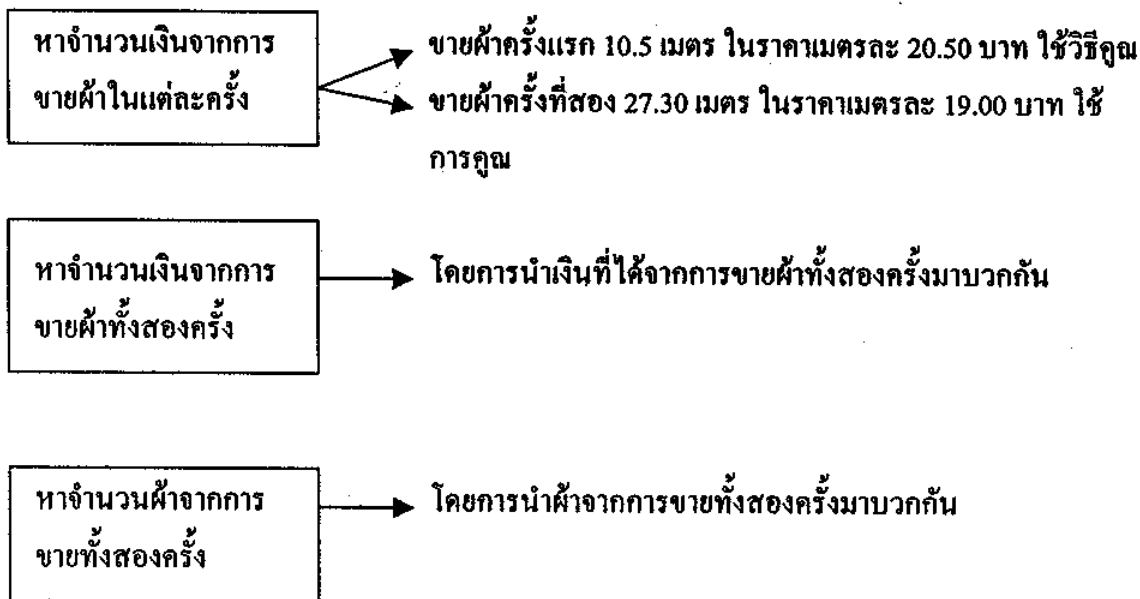 หาจำนวนเงินจากการ
ขายผ้าในแต่ละครั้ง
ขายผ้าครั้งแรก 10.5 เมตร ในราคาเมตรละ 20.50 บาท ใช้วิธีคูณ
ขายผ้าครั้งที่สอง 27.30 เมตร ในราคาเมตรละ 19.00 บาท ใช้
การคูณ
หาจำนวนเงินจากการ
ขายผ้าทั้งสองครั้ง
โดยการนำเงินที่ได้จากการขายผ้าทั้งสองครั้งมาบวกกัน
หาจำนวนผ้าจากการ
ขายทั้งสองครั้ง
โดยการนำผ้าจากการขายทั้งสองครั้งมาบวกกัน